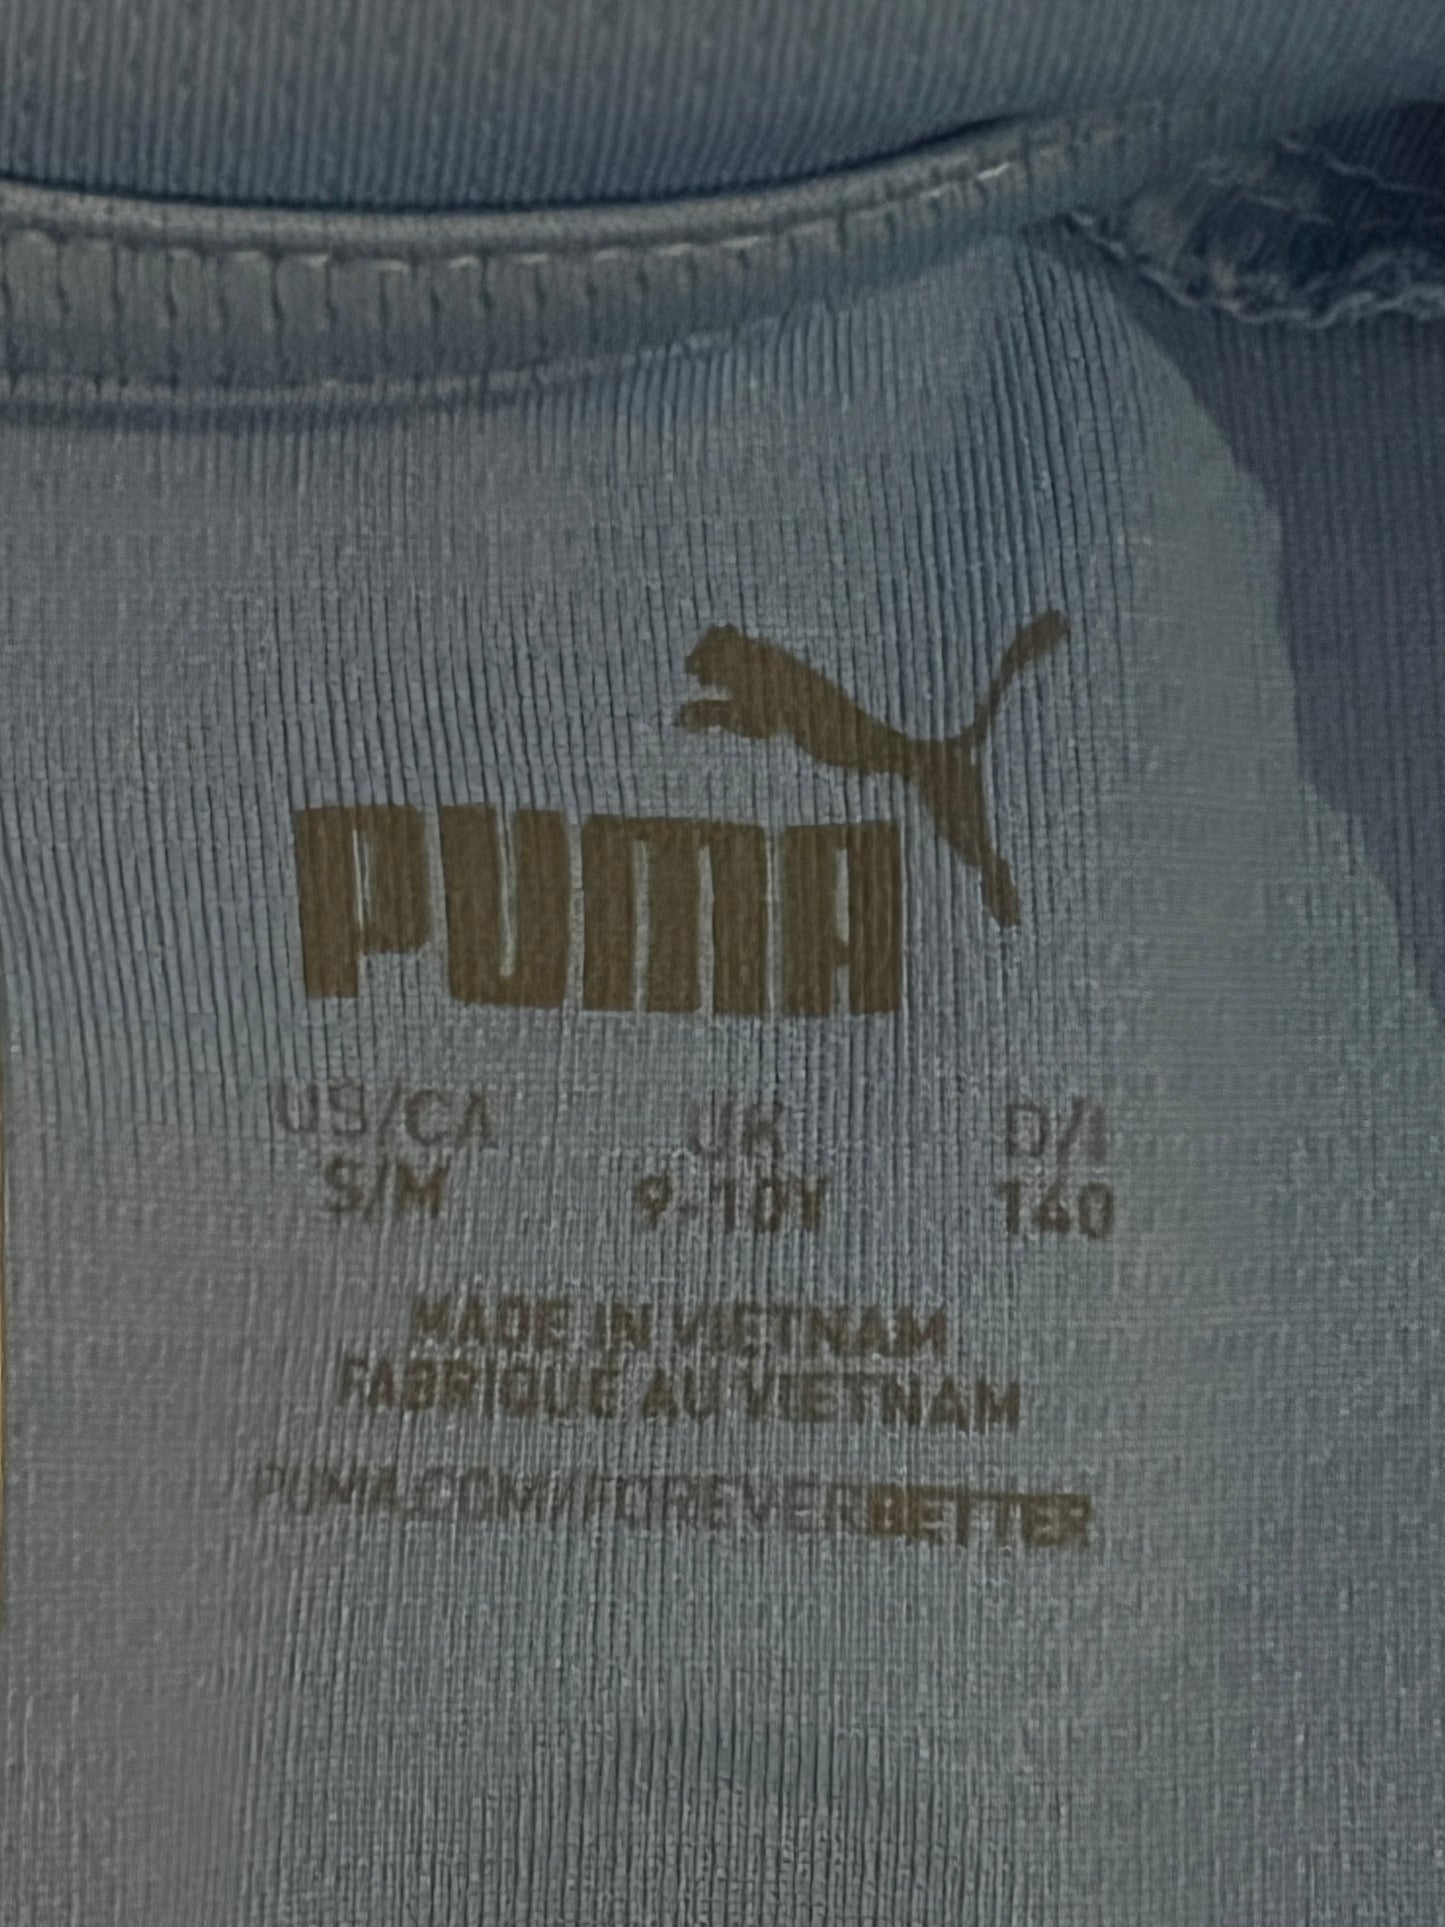 PUMA
US/CA UK D/I
S/M 9-10Y 140
MADE IN VIETNAM
FABRIQUÉ AU VIETNAM
PUMA.COM/FOREVERBETTER